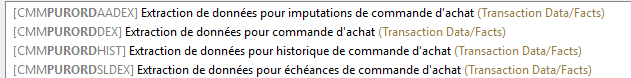 [CMMPURORDAADEX] Extraction de données pour imputations de commande d'achat (Transaction Data/Facts)
[CMMPURORDDEX] Extraction de données pour commande d'achat (Transaction Data/Facts)
[CMMPURORDHIST] Extraction de données pour historique de commande d'achat (Transaction Data/Facts)
[CMMPURORDSLDEX] Extraction de données pour échéances de commande d'achat (Transaction Data/Facts)